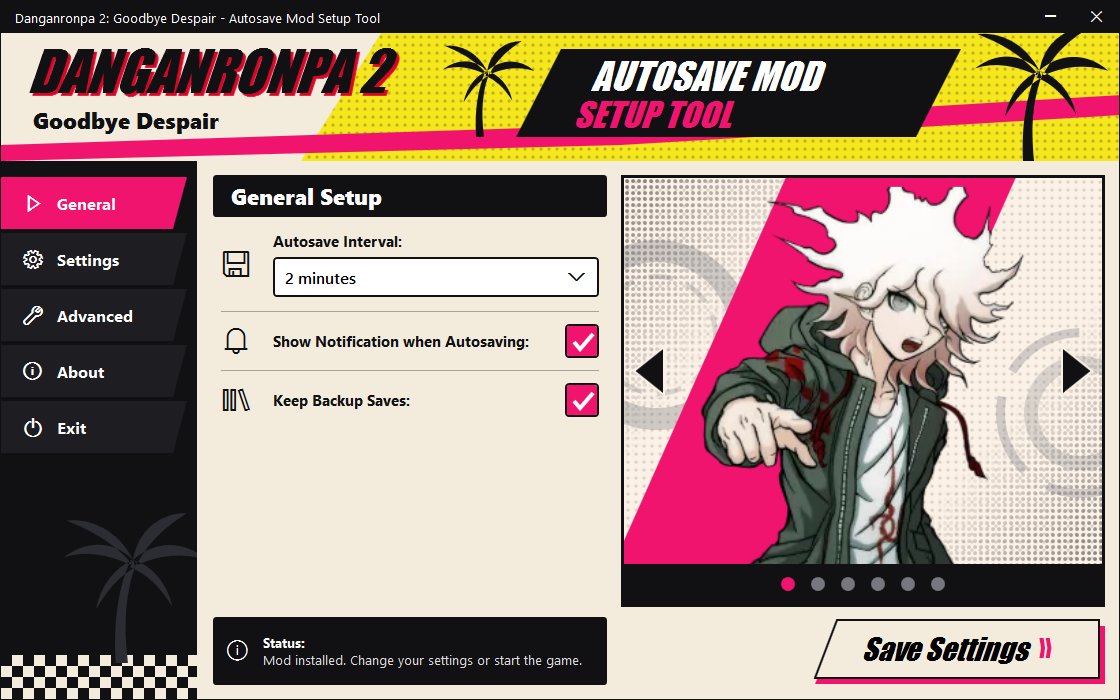 Danganronpa 2: Goodbye Despair - Autosave Mod Setup Tool
DANGANRONPA 2
Goodbye Despair
AUTOSAVE MOD
SETUP TOOL
General
Settings
Advanced
About
Exit
General Setup
Autosave Interval:
2 minutes
Show Notification when Autosaving:
Keep Backup Saves:
Status:
Mod installed. Change your settings or start the game.
Save Settings